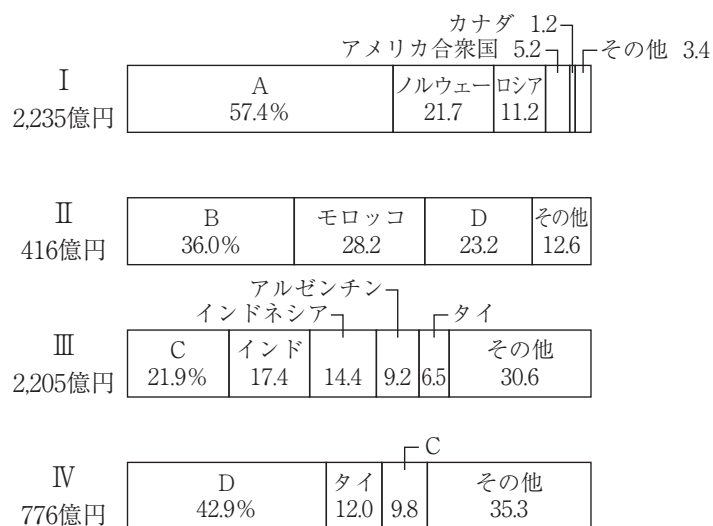 カナダ 1.2
アメリカ合衆国 5.2
その他 3.4
Ⅰ
2,235億円
A
57.4%
ノルウェー
21.7
ロシア
11.2
Ⅱ
416億円
B
36.0%
モロッコ
28.2
D
23.2
その他
12.6
アルゼンチン
インドネシア
タイ
Ⅲ
2,205億円
C
21.9%
インド
17.4
14.4
9.2
6.5
その他
30.6
C
Ⅳ
776億円
D
42.9%
タイ
12.0
9.8
その他
35.3